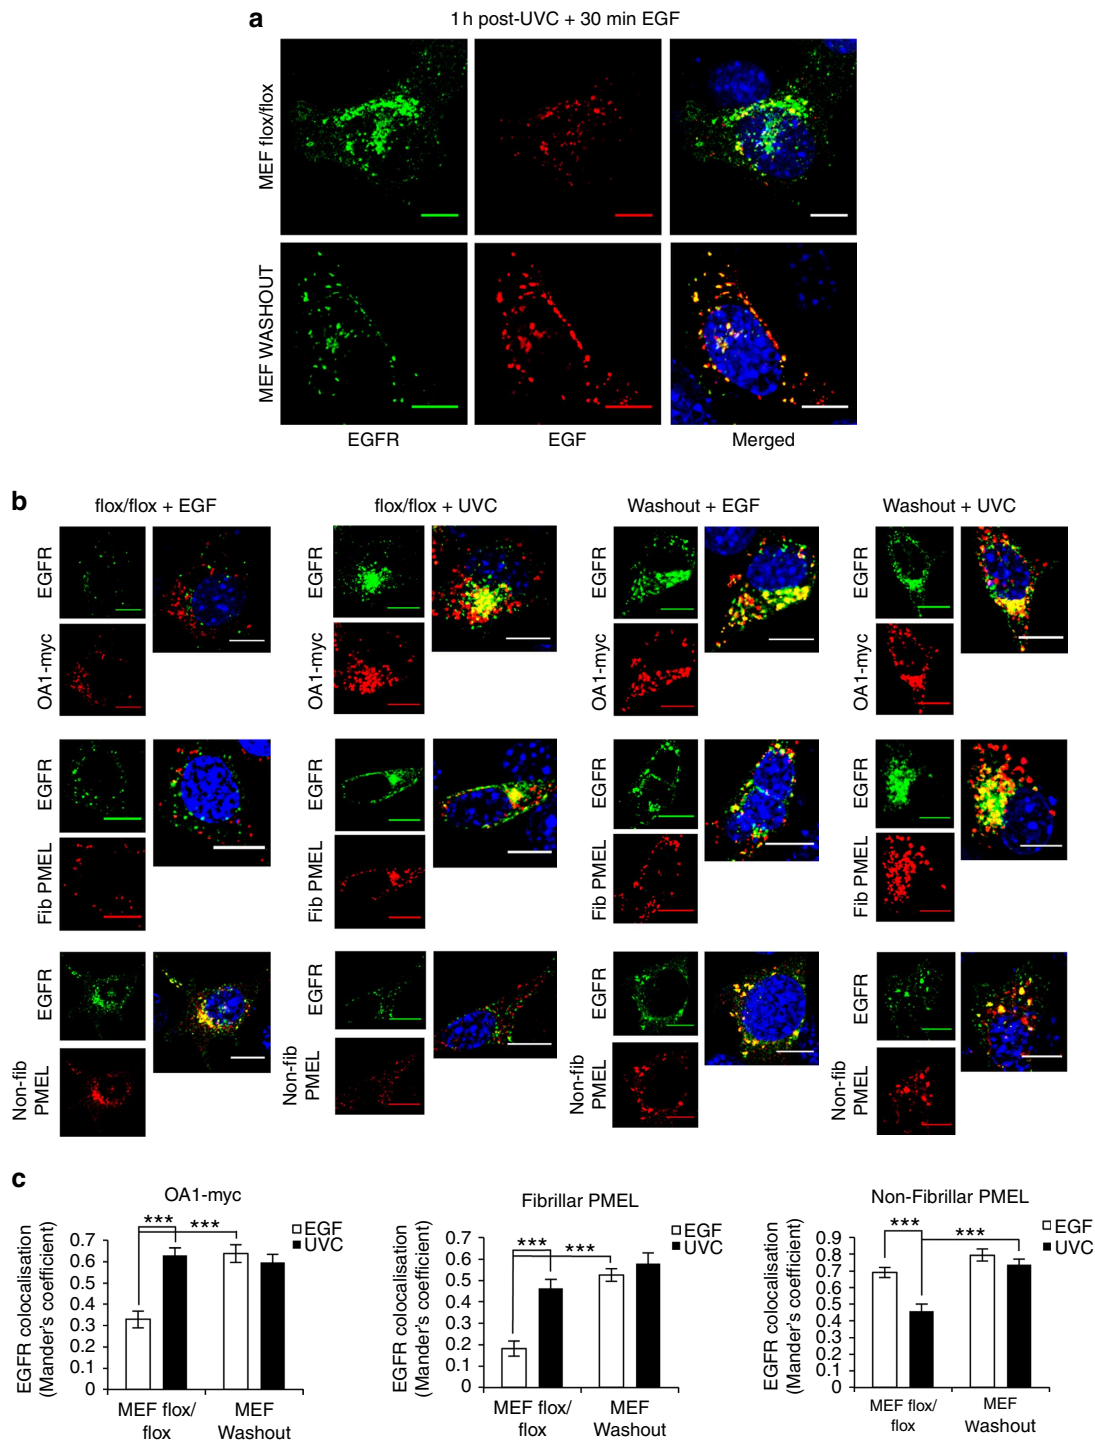 a
1 h post-UVC + 30 min EGF
MEF flox/flox
MEF WASHOUT
EGFR
EGF
Merged
b
flox/flox + EGF
flox/flox + UVC
Washout + EGF
Washout + UVC
EGFR
EGFR
EGFR
EGFR
OA1-myc
OA1-myc
OA1-myc
OA1-myc
EGFR
EGFR
EGFR
EGFR
Fib PMEL
Fib PMEL
Fib PMEL
Fib PMEL
EGFR
EGFR
EGFR
EGFR
Non-fib
PMEL
Non-fib
PMEL
Non-fib
PMEL
Non-fib
PMEL
c
OA1-myc
EGFR colocalisation
(Mander's coefficient)
0.7
0.6
0.5
0.4
0.3
0.2
0.1
0
***
***
EGF
UVC
MEF flox/
flox
MEF
Washout
Fibrillar PMEL
EGFR colocalisation
(Mander's coefficient)
0.7
0.6
0.5
0.4
0.3
0.2
0.1
0
***
***
EGF
UVC
MEF flox/
flox
MEF
Washout
Non-Fibrillar PMEL
EGFR colocalisation
(Mander's coefficient)
0.9
0.8
0.7
0.6
0.5
0.4
0.3
0.2
0.1
0
***
***
EGF
UVC
MEF flox/
flox
MEF
Washout